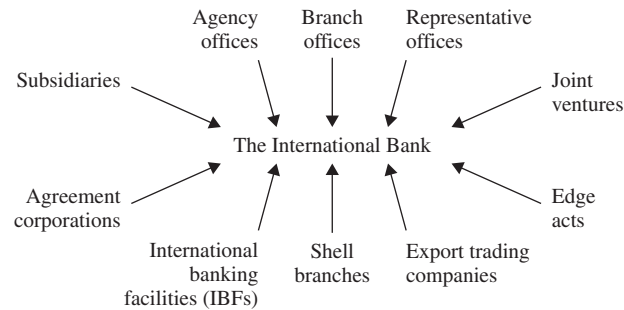 Agency
offices
Branch
offices
Representative
offices
Subsidiaries
Joint
ventures
The International Bank
Agreement
corporations
Edge
acts
International
banking
facilities (IBFs)
Shell
branches
Export trading
companies